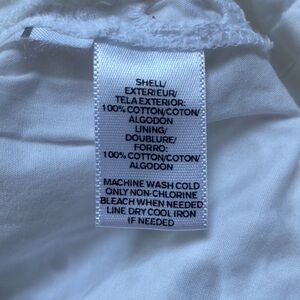 SHELL/
EXTERIEUR/
TELA EXTERIOR:
100% COTTON/COTON/
ALGODON
LINING/
DOUBLURE/
FORRO:
100% COTTON/COTON/
ALGODON
MACHINE WASH COLD
ONLY NON-CHLORINE
BLEACH WHEN NEEDED
LINE DRY COOL IRON
IF NEEDED